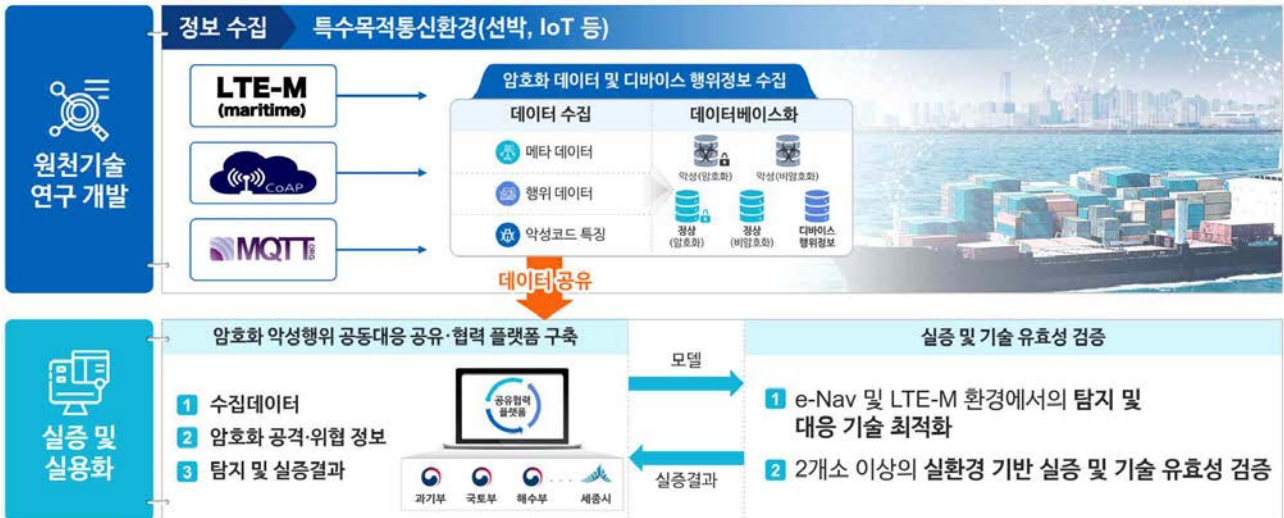 원천기술
연구 개발
정보 수집
특수목적통신환경(선박, IoT 등)
LTE-M
(maritime)
CoAP
MQTT
.ORG
암호화 데이터 및 디바이스 행위정보 수집
데이터 수집
메타 데이터
행위 데이터
악성코드 특징
데이터베이스화
악성(암호화)
악성(비암호화)
정상
(암호화)
정상
(비암호화)
디바이스
행위정보
데이터 공유
실증 및
실용화
암호화 악성행위 공동대응 공유·협력 플랫폼 구축
1 수집데이터
2 암호화 공격·위협 정보
3 탐지 및 실증결과
공유협력
플랫폼
과기부
국토부
해수부
....
세종시
모델
실증결과
실증 및 기술 유효성 검증
1 e-Nav 및 LTE-M 환경에서의 탐지 및
대응 기술 최적화
2 2개소 이상의 실환경 기반 실증 및 기술 유효성 검증